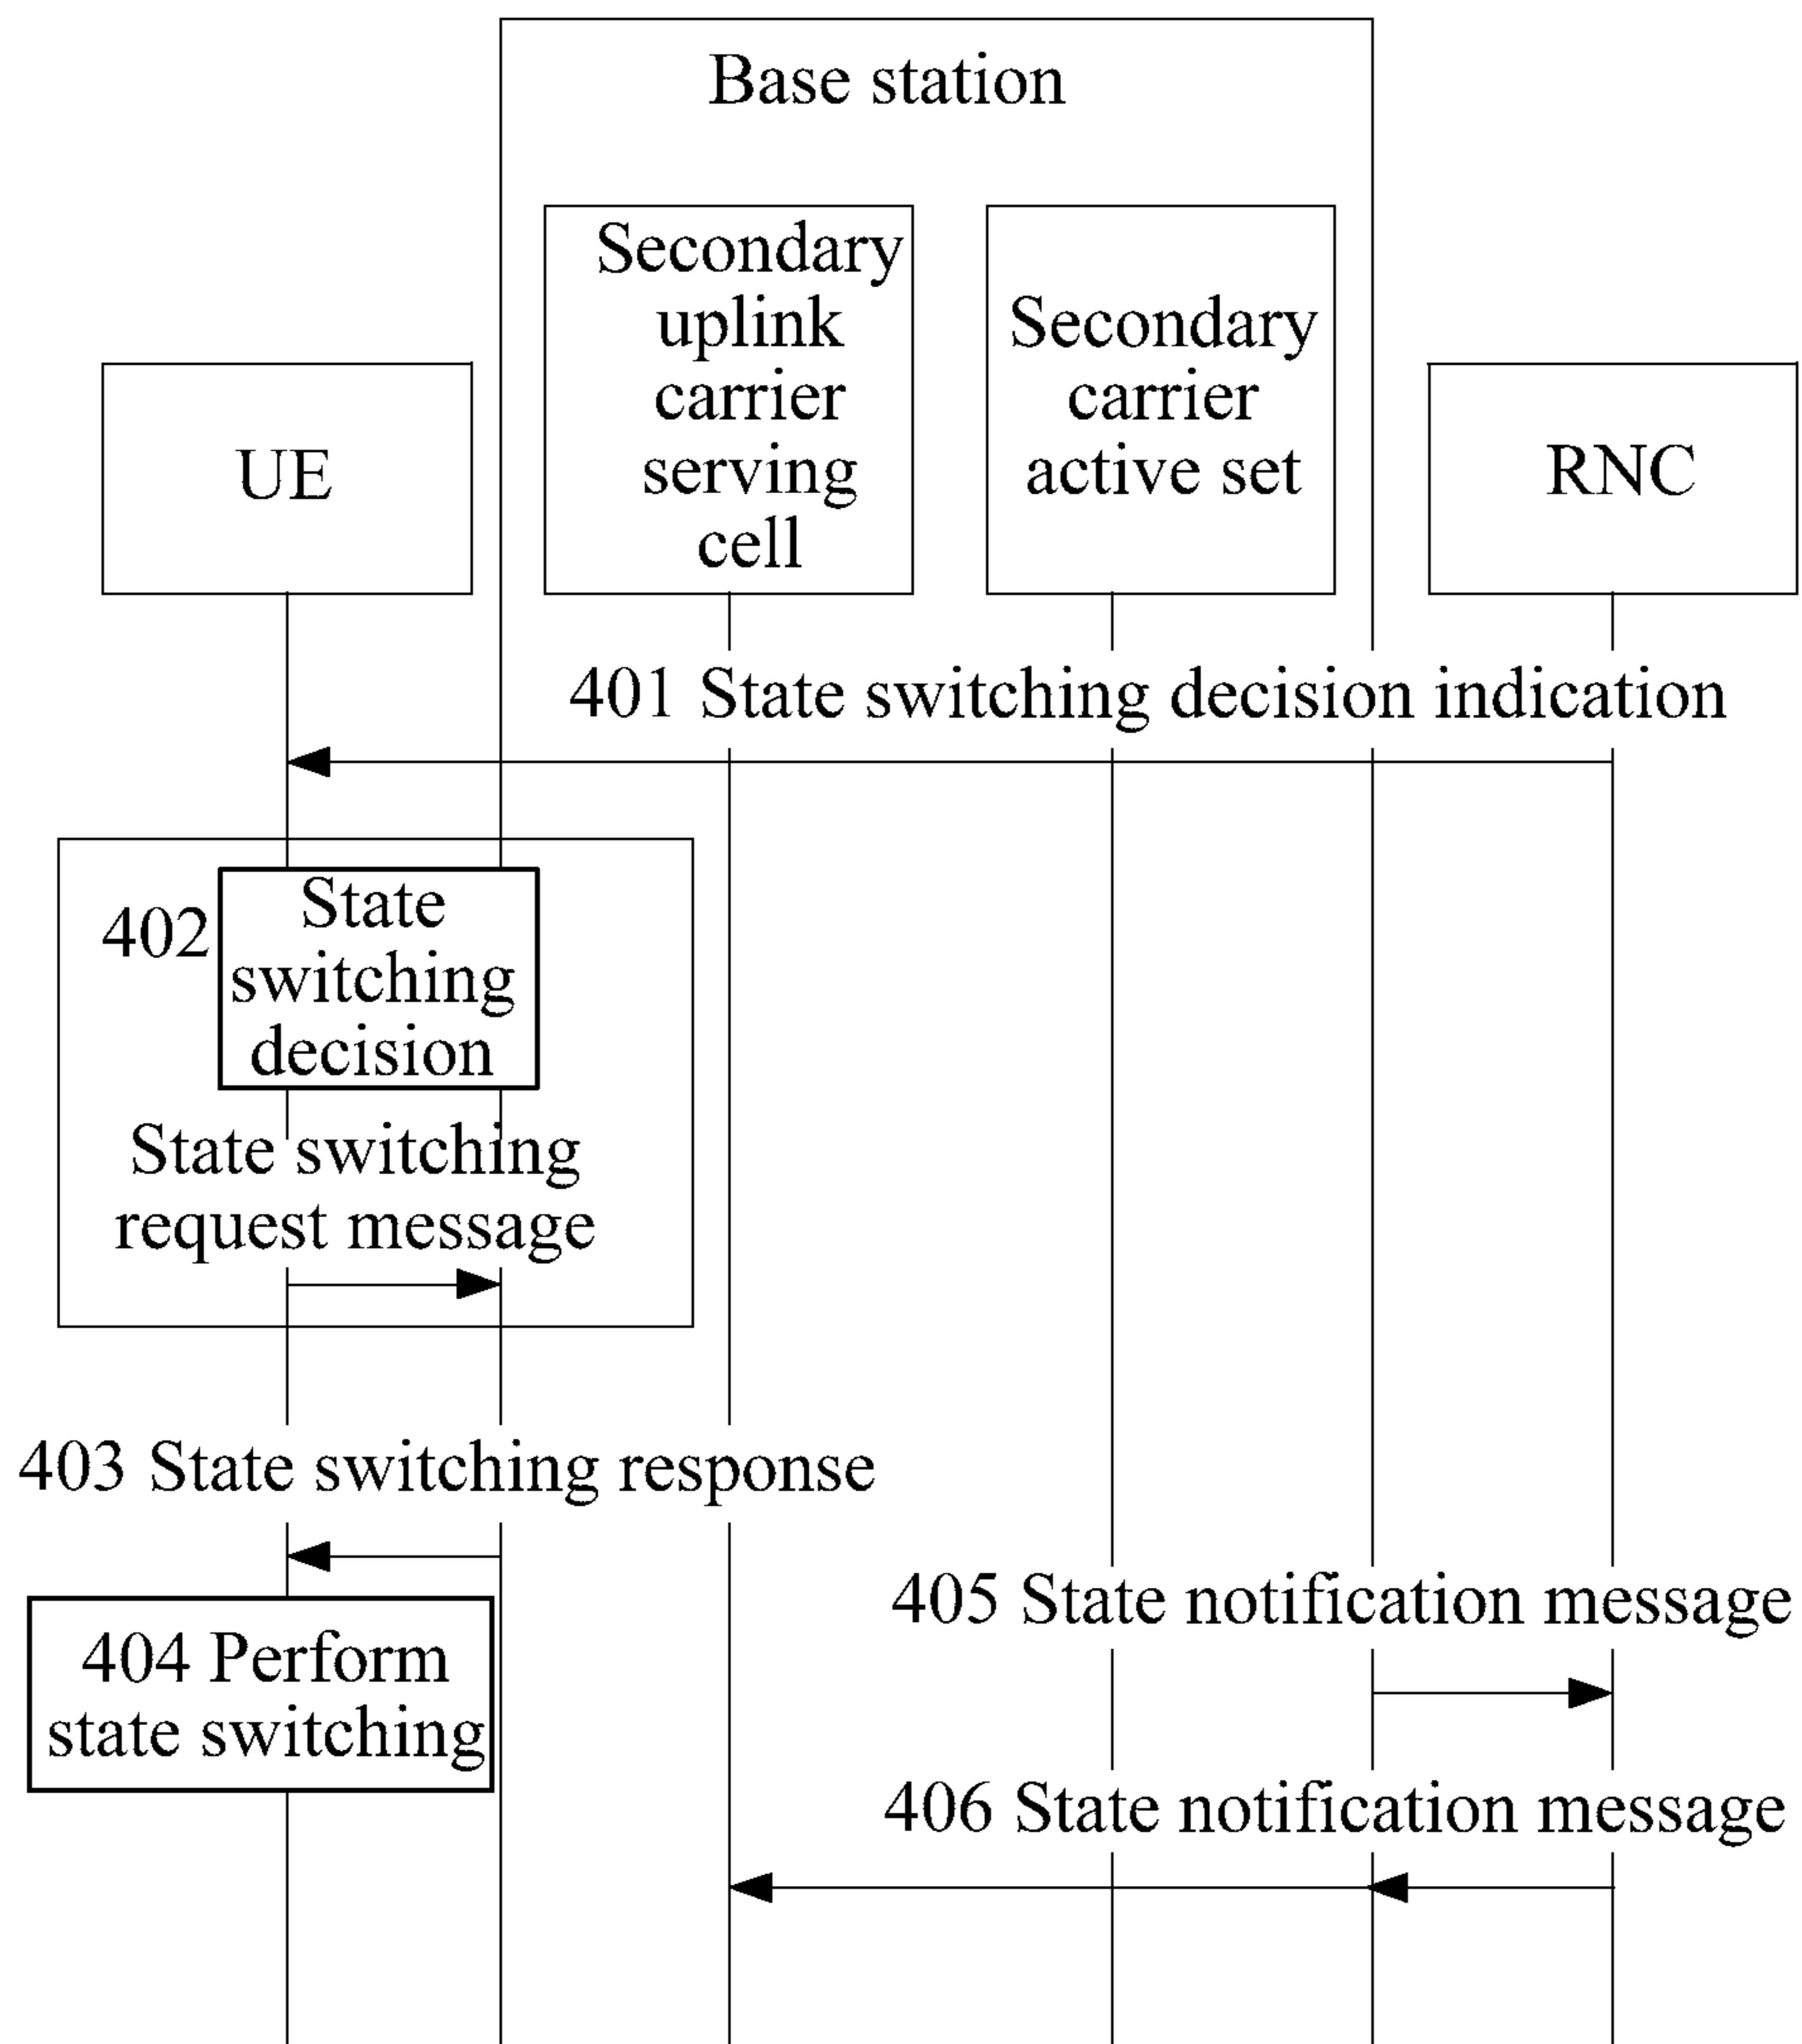 Base station
UE
Secondary
uplink
carrier
serving
cell
Secondary
carrier
active set
RNC
401 State switching decision indication
402
State
switching
decision
State switching
request message
403 State switching response
404 Perform
state switching
405 State notification message
406 State notification message